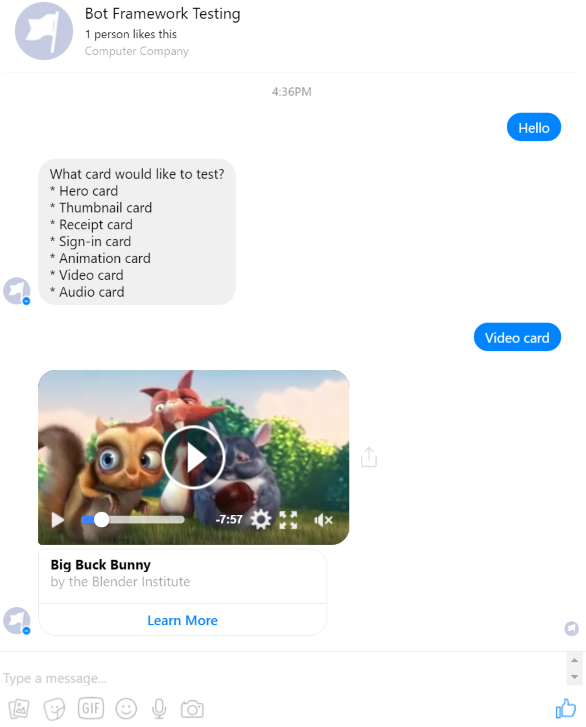 Bot Framework Testing
1 person likes this
Computer Company
4:36PM
Hello
What card would like to test?
* Hero card
* Thumbnail card
* Receipt card
* Sign-in card
* Animation card
* Video card
* Audio card
Video card
-7:57
Big Buck Bunny
by the Blender Institute
Learn More
Type a message...
GIF